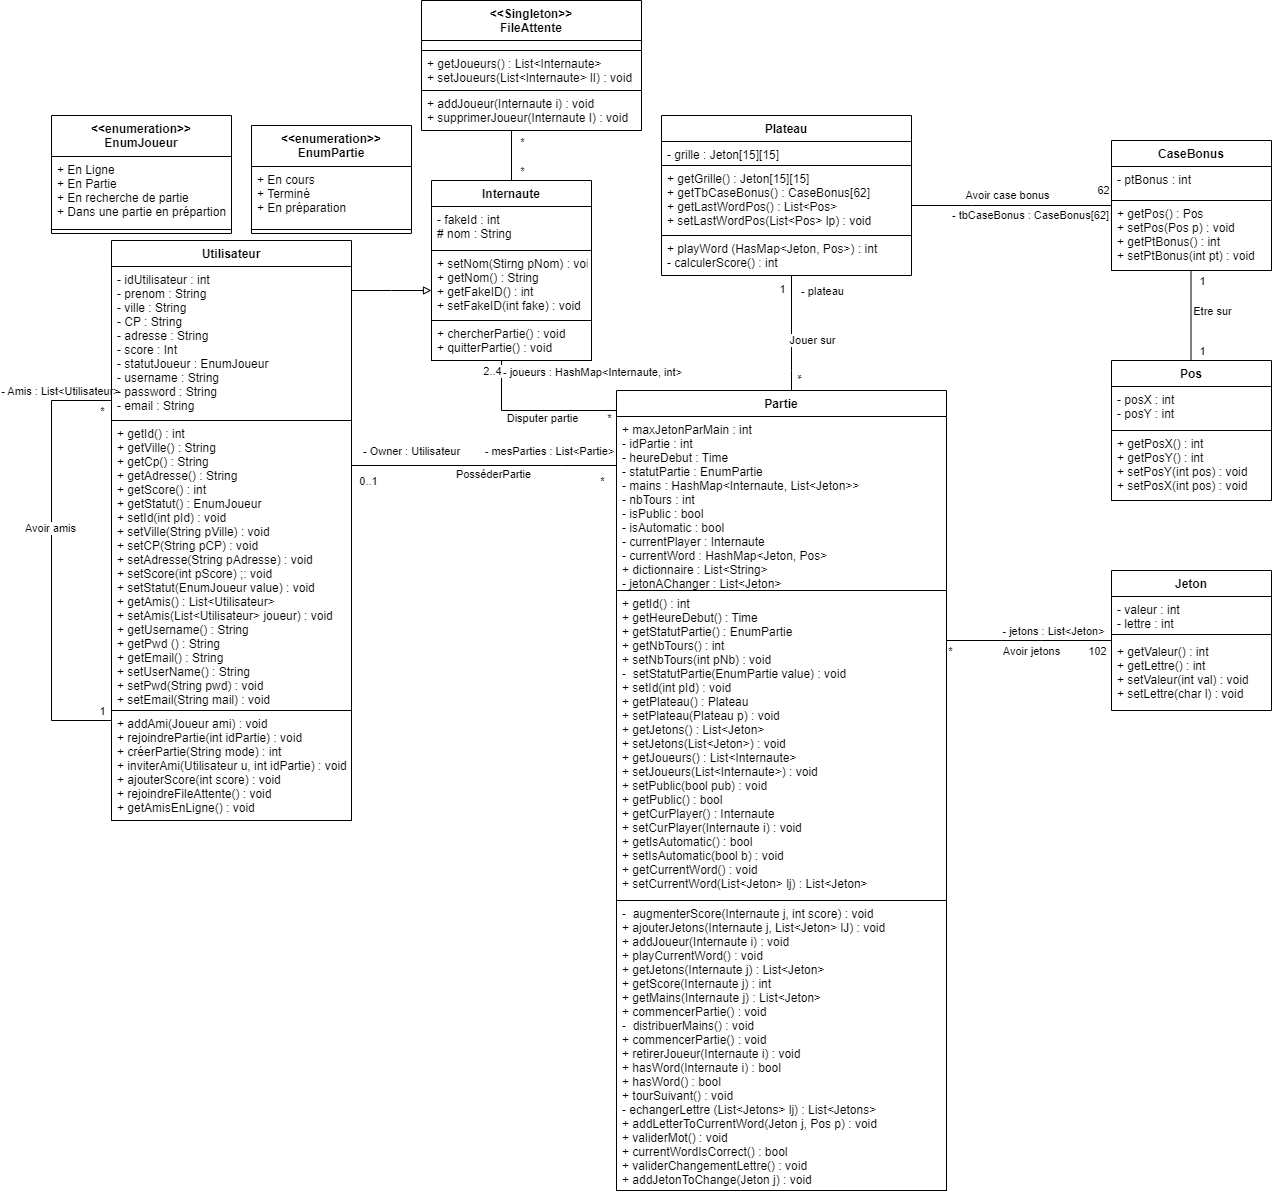 <<Singleton>>
FileAttente
+ getJoueurs() : List<Internaute>
+ setJoueurs(List<Internaute> ll) : void
+ addJoueur(Internaute i) : void
+ supprimerJoueur(Internaute I) : void
*
*
<<enumeration>>
EnumJoueur
+ En Ligne
+ En Partie
+ En recherche de partie
+ Dans une partie en prépartion
<<enumeration>>
EnumPartie
+ En cours
+ Terminé
+ En préparation
Internaute
- fakeId : int
# nom : String
+ setNom(Stirng pNom) : voi
+ getNom() : String
+ getFakeID() : int
+ setFakeID(int fake) : void
+ chercherPartie() : void
+ quitterPartie() : void
Plateau
- grille : Jeton[15][15]
+ getGrille() : Jeton[15][15]
+ getTbCaseBonus() : CaseBonus[62]
+ getLastWordPos() : List<Pos>
+ setLastWordPos(List<Pos> lp) : void
+ playWord (HasMap<Jeton, Pos>) : int
- calculerScore() : int
Avoir case bonus
62
- tbCaseBonus : CaseBonus[62]
CaseBonus
- ptBonus : int
+ getPos() : Pos
+ setPos(Pos p) : void
+ getPtBonus() : int
+ setPtBonus(int pt) : void
1
Etre sur
1
Pos
- posX : int
- posY : int
+ getPosX() : int
+ getPosY() : int
+ setPosY(int pos) : void
+ setPosX(int pos) : void
1
- plateau
Jouer sur
*
Utilisateur
- idUtilisateur : int
- prenom : String
- ville : String
- CP : String
- adresse : String
- score : Int
- statutJoueur : EnumJoueur
- username : String
- password : String
- email : String
+ getId() : int
+ getVille() : String
+ getCp() : String
+ getAdresse() : String
+ getScore() : int
+ getStatut() : EnumJoueur
+ setId(int pId) : void
+ setVille(String pVille) : void
+ setCP(String pCP) : void
+ setAdresse(String pAdresse) : void
+ setScore(int pScore) ;: void
+ setStatut(EnumJoueur value) : void
+ getAmis() : List<Utilisateur>
+ setAmis(List<Utilisateur> joueur) : void
+ getUsername() : String
+ getPwd () : String
+ getEmail() : String
+ setUserName() : String
+ setPwd(String pwd) : void
+ setEmail(String mail) : void
+ addAmi(Joueur ami) : void
+ rejoindrePartie(int idPartie) : void
+ créerPartie(String mode) : int
+ inviterAmi(Utilisateur u, int idPartie) : void
+ ajouterScore(int score) : void
+ rejoindreFileAttente() : void
+ getAmisEnLigne() : void
- Amis : List<Utilisateur>
*
Avoir amis
1
2..4
- joueurs : HashMap<Internaute, int>
Disputer partie
*
- Owner : Utilisateur
- mesParties : List<Partie>
PosséderPartie
0..1
*
Partie
+ maxJetonParMain : int
- idPartie : int
- heureDebut : Time
- statutPartie : EnumPartie
- mains : HashMap<Internaute, List<Jeton>>
- nbTours : int
- isPublic : bool
- isAutomatic : bool
- currentPlayer : Internaute
- currentWord : HashMap<Jeton, Pos>
+ dictionnaire : List<String>
- jetonAChanger : List<Jeton>
+ getId() : int
+ getHeureDebut() : Time
+ getStatutPartie() : EnumPartie
+ getNbTours() : int
+ setNbTours(int pNb) : void
- setStatutPartie(EnumPartie value) : void
+ setId(int pId) : void
+ getPlateau() : Plateau
+ setPlateau(Plateau p) : void
+ getJetons() : List<Jeton>
+ setJetons(List<Jeton>) : void
+ getJoueurs() : List<Internaute>
+ setJoueurs(List<Internaute>) : void
+ setPublic(bool pub) : void
+ getPublic() : bool
+ getCurPlayer() : Internaute
+ setCurPlayer(Internaute i) : void
+ getIsAutomatic() : bool
+ setIsAutomatic(bool b) : void
+ getCurrentWord() : void
+ setCurrentWord(List<Jeton> lj) : List<Jeton>
- augmenterScore(Internaute j, int score) : void
+ ajouterJetons(Internaute j, List<Jeton> lJ) : void
+ addJoueur(Internaute i) : void
+ playCurrentWord() : void
+ getJetons(Internaute j) : List<Jeton>
+ getScore(Internaute j) : int
+ getMains(Internaute j) : List<Jeton>
+ commencerPartie() : void
- distribuerMains() : void
+ commencerPartie() : void
+ retirerJoueur(Internaute i) : void
+ hasWord(Internaute i) : bool
+ hasWord() : bool
+ tourSuivant() : void
- echangerLettre (List<Jetons> lj) : List<Jetons>
+ addLetterToCurrentWord(Jeton j, Pos p) : void
+ validerMot() : void
+ currentWordIsCorrect() : bool
+ validerChangementLettre() : void
+ addJetonToChange(Jeton j) : void
- jetons : List<Jeton>
*
Avoir jetons
102
Jeton
- valeur : int
- lettre : int
+ getValeur() : int
+ getLettre() : int
+ setValeur(int val) : void
+ setLettre(char l) : void